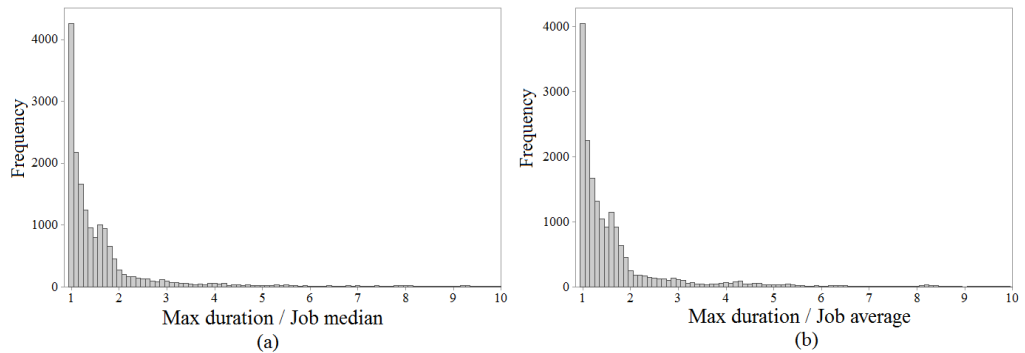 Frequency
4000
3000
2000
1000
0
1 2 3 4 5 6 7 8 9 10
Max duration / Job median
(a)
Frequency
4000
3000
2000
1000
0
1 2 3 4 5 6 7 8 9 10
Max duration / Job average
(b)